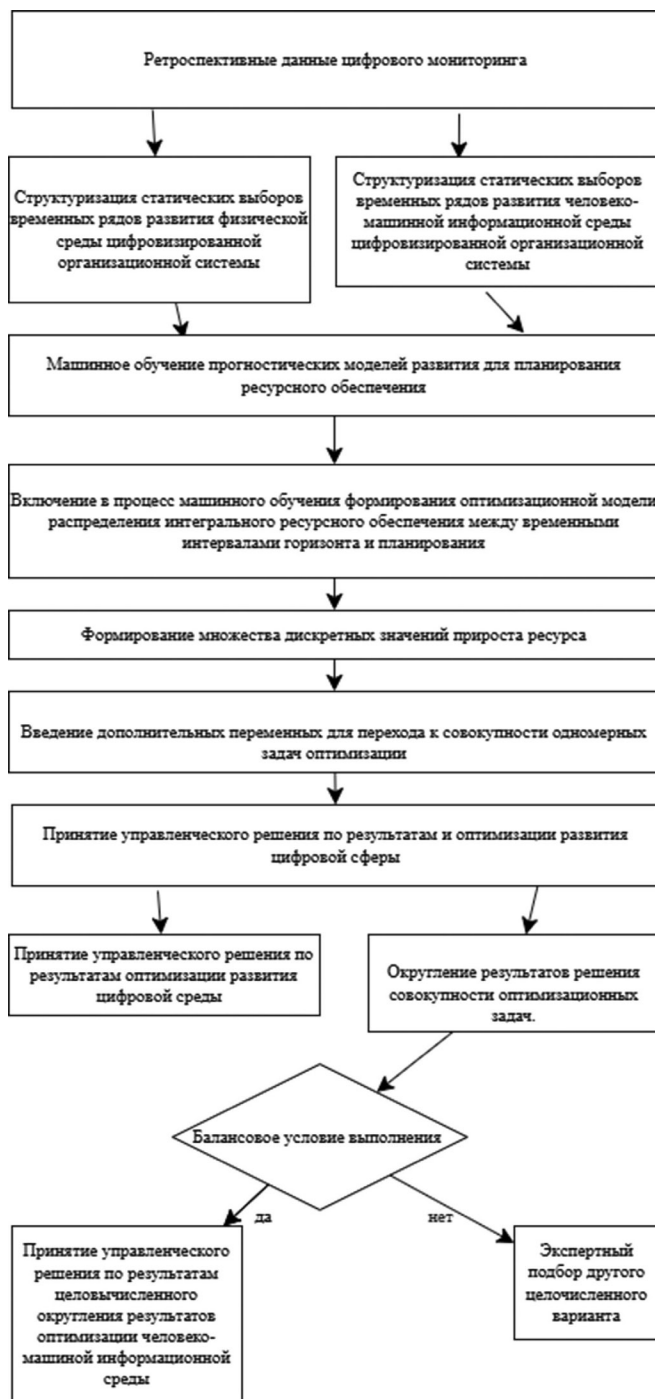 Ретроспективные данные цифрового мониторинга
Структуризация статических выборов
временных рядов развития физической
среды цифровизированной
организационной системы
Структуризация статических выборов
временных рядов развития человеко-
машинной информационной среды
цифровизированной организационной
системы
Машинное обучение прогностических моделей развития для планирования
ресурсного обеспечения
Включение в процесс машинного обучения формирования оптимизационной модели
распределения интегрального ресурсного обеспечения между временными
интервалами горизонта и планирования
Формирование множества дискретных значений прироста ресурса
Введение дополнительных переменных для перехода к совокупности одномерных
задач оптимизации
Принятие управленческого решения по результатам и оптимизации развития
цифровой сферы
Принятие управленческого решения по
результатам оптимизации развития
цифровой среды
Округление результатов решения
совокупности оптимизационных
задач.
Балансовое условие выполнения
да
нет
Принятие управленческого
решения по результатам
целовычисленного
округления результатов
оптимизации человеко-
машиной информационной
среды
Экспертный
подбор другого
целочисленного
варианта